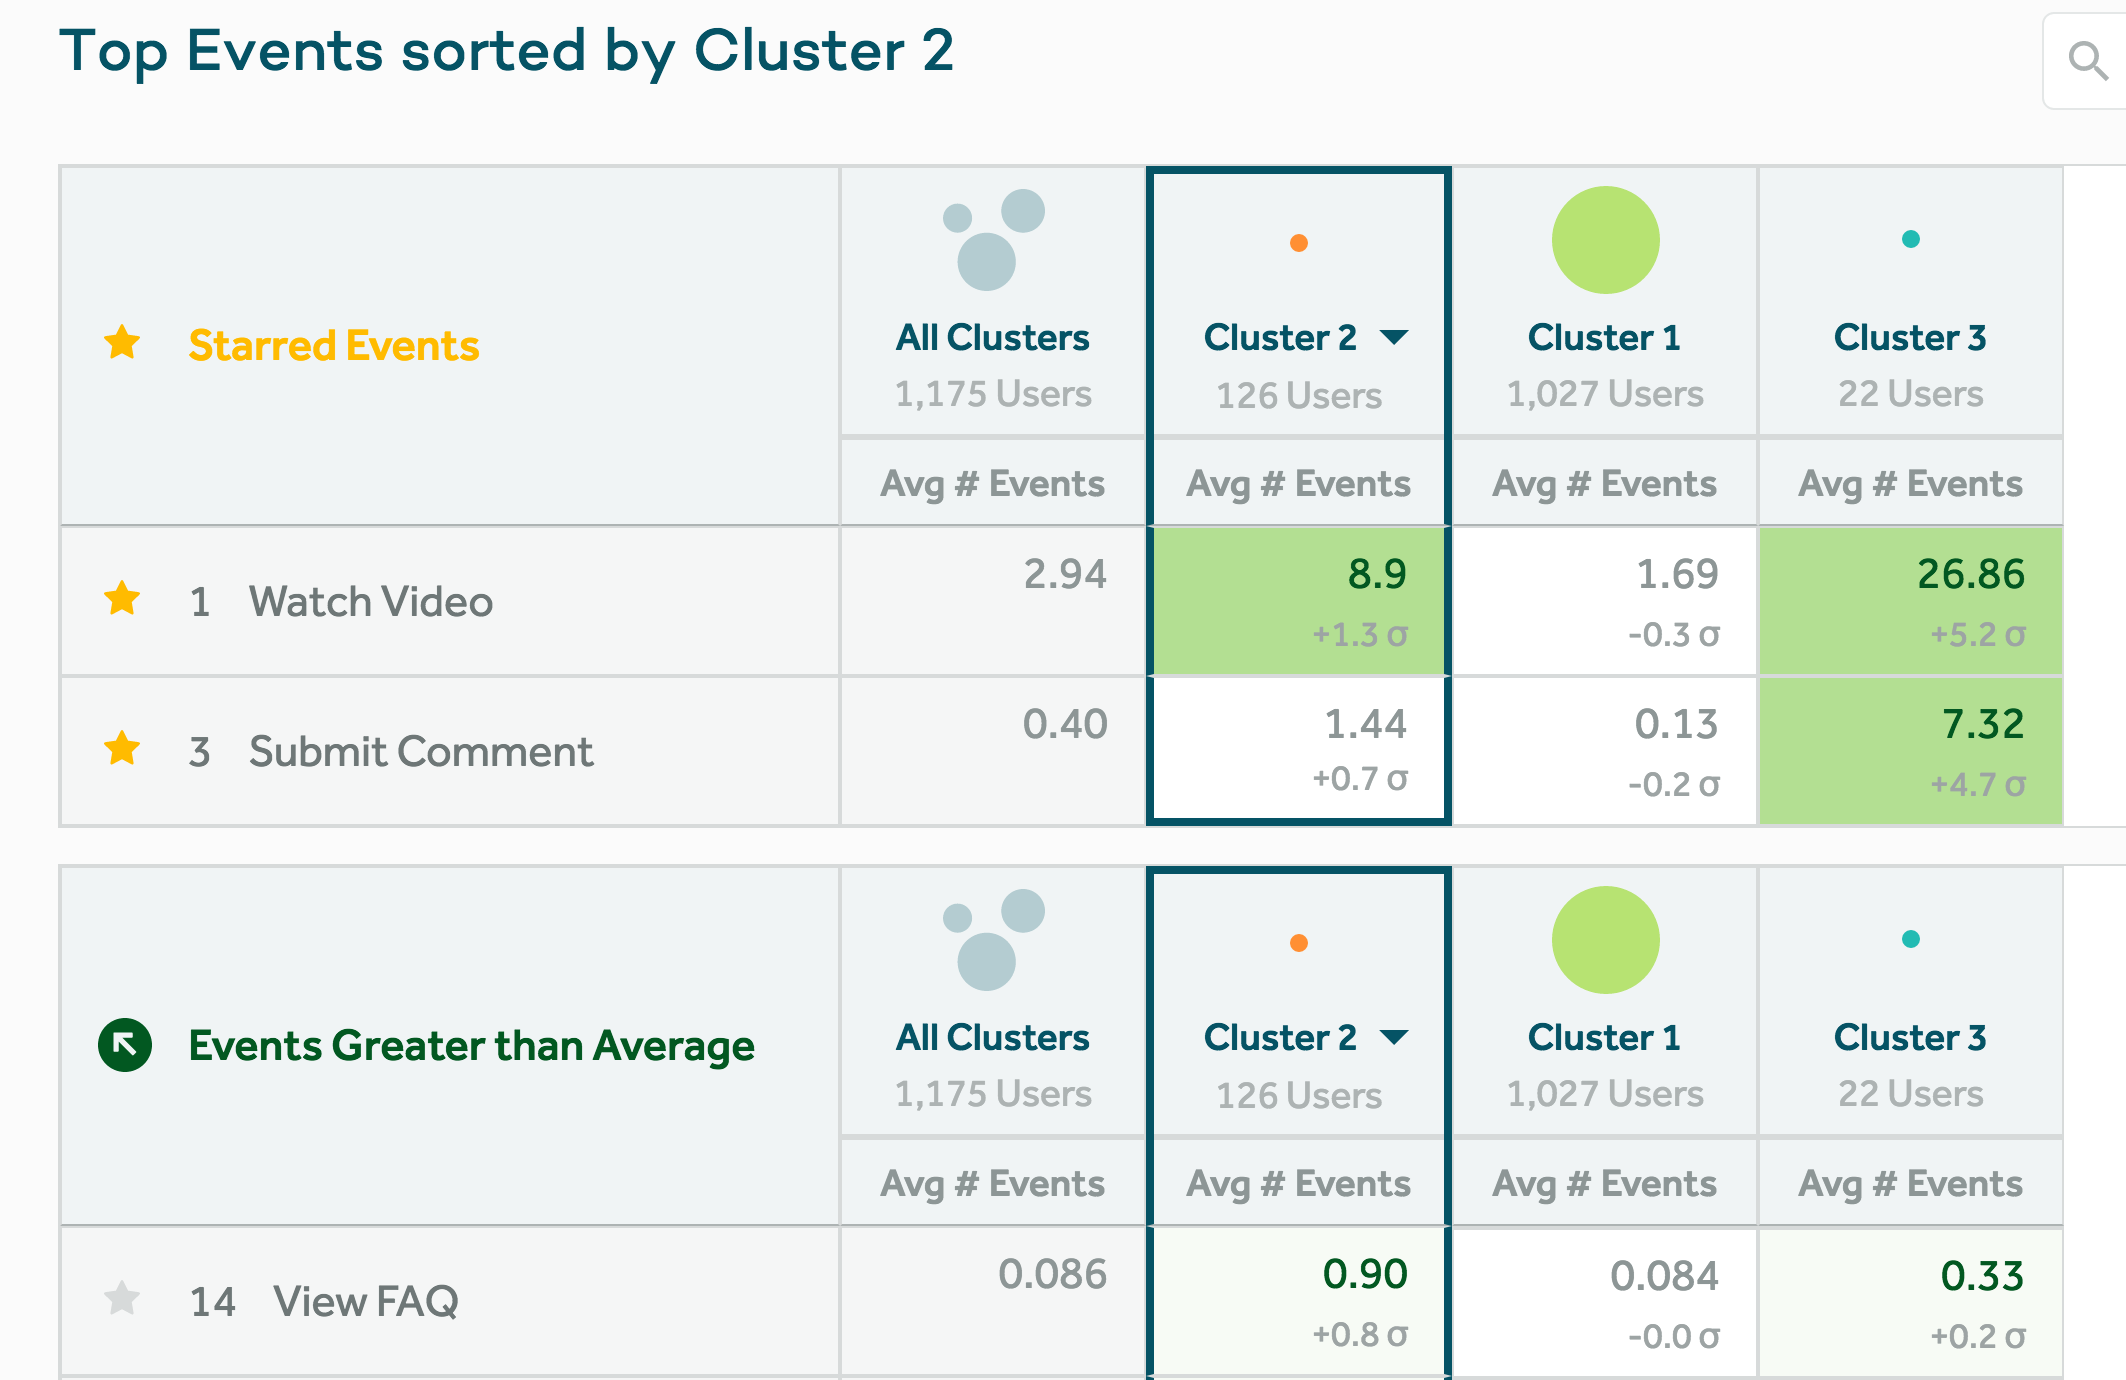 Top Events sorted by Cluster 2
Starred Events
All Clusters
1,175 Users
Cluster 2
126 Users
Cluster 1
1,027 Users
Cluster 3
22 Users
Avg # Events Avg # Events Avg # Events Avg # Events
1 Watch Video 2.94 8.9 1.69 26.86
+1.3 σ -0.3 σ +5.2 σ
3 Submit Comment 0.40 1.44 0.13 7.32
+0.7 σ -0.2 σ +4.7 σ
Events Greater than Average
All Clusters
1,175 Users
Cluster 2
126 Users
Cluster 1
1,027 Users
Cluster 3
22 Users
Avg # Events Avg # Events Avg # Events Avg # Events
14 View FAQ 0.086 0.90 0.084 0.33
+0.8 σ -0.0 σ +0.2 σ